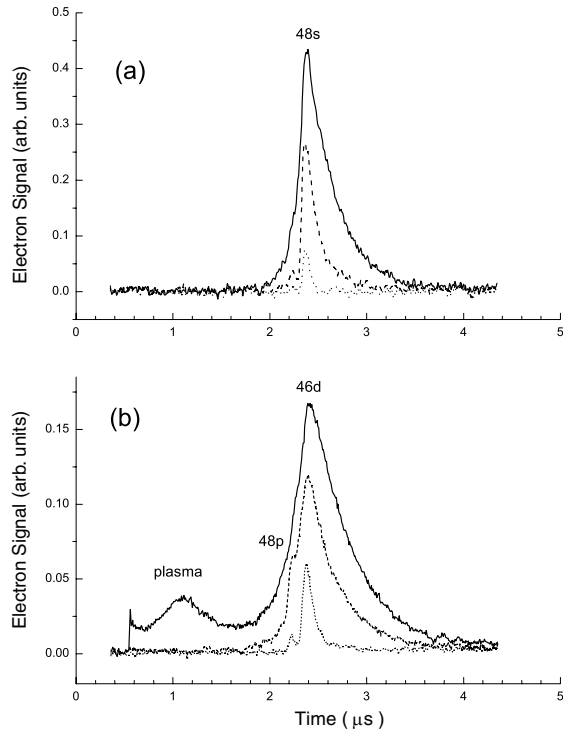 0.5
48s
(a)
0.4
0.3
0.2
0.1
0.0
Electron Signal (arb. units)
0 1 2 3 4 5
46d
(b)
0.15
0.10
48p
plasma
0.05
0.00
Electron Signal (arb. units)
0 1 2 3 4 5
Time ( μs )